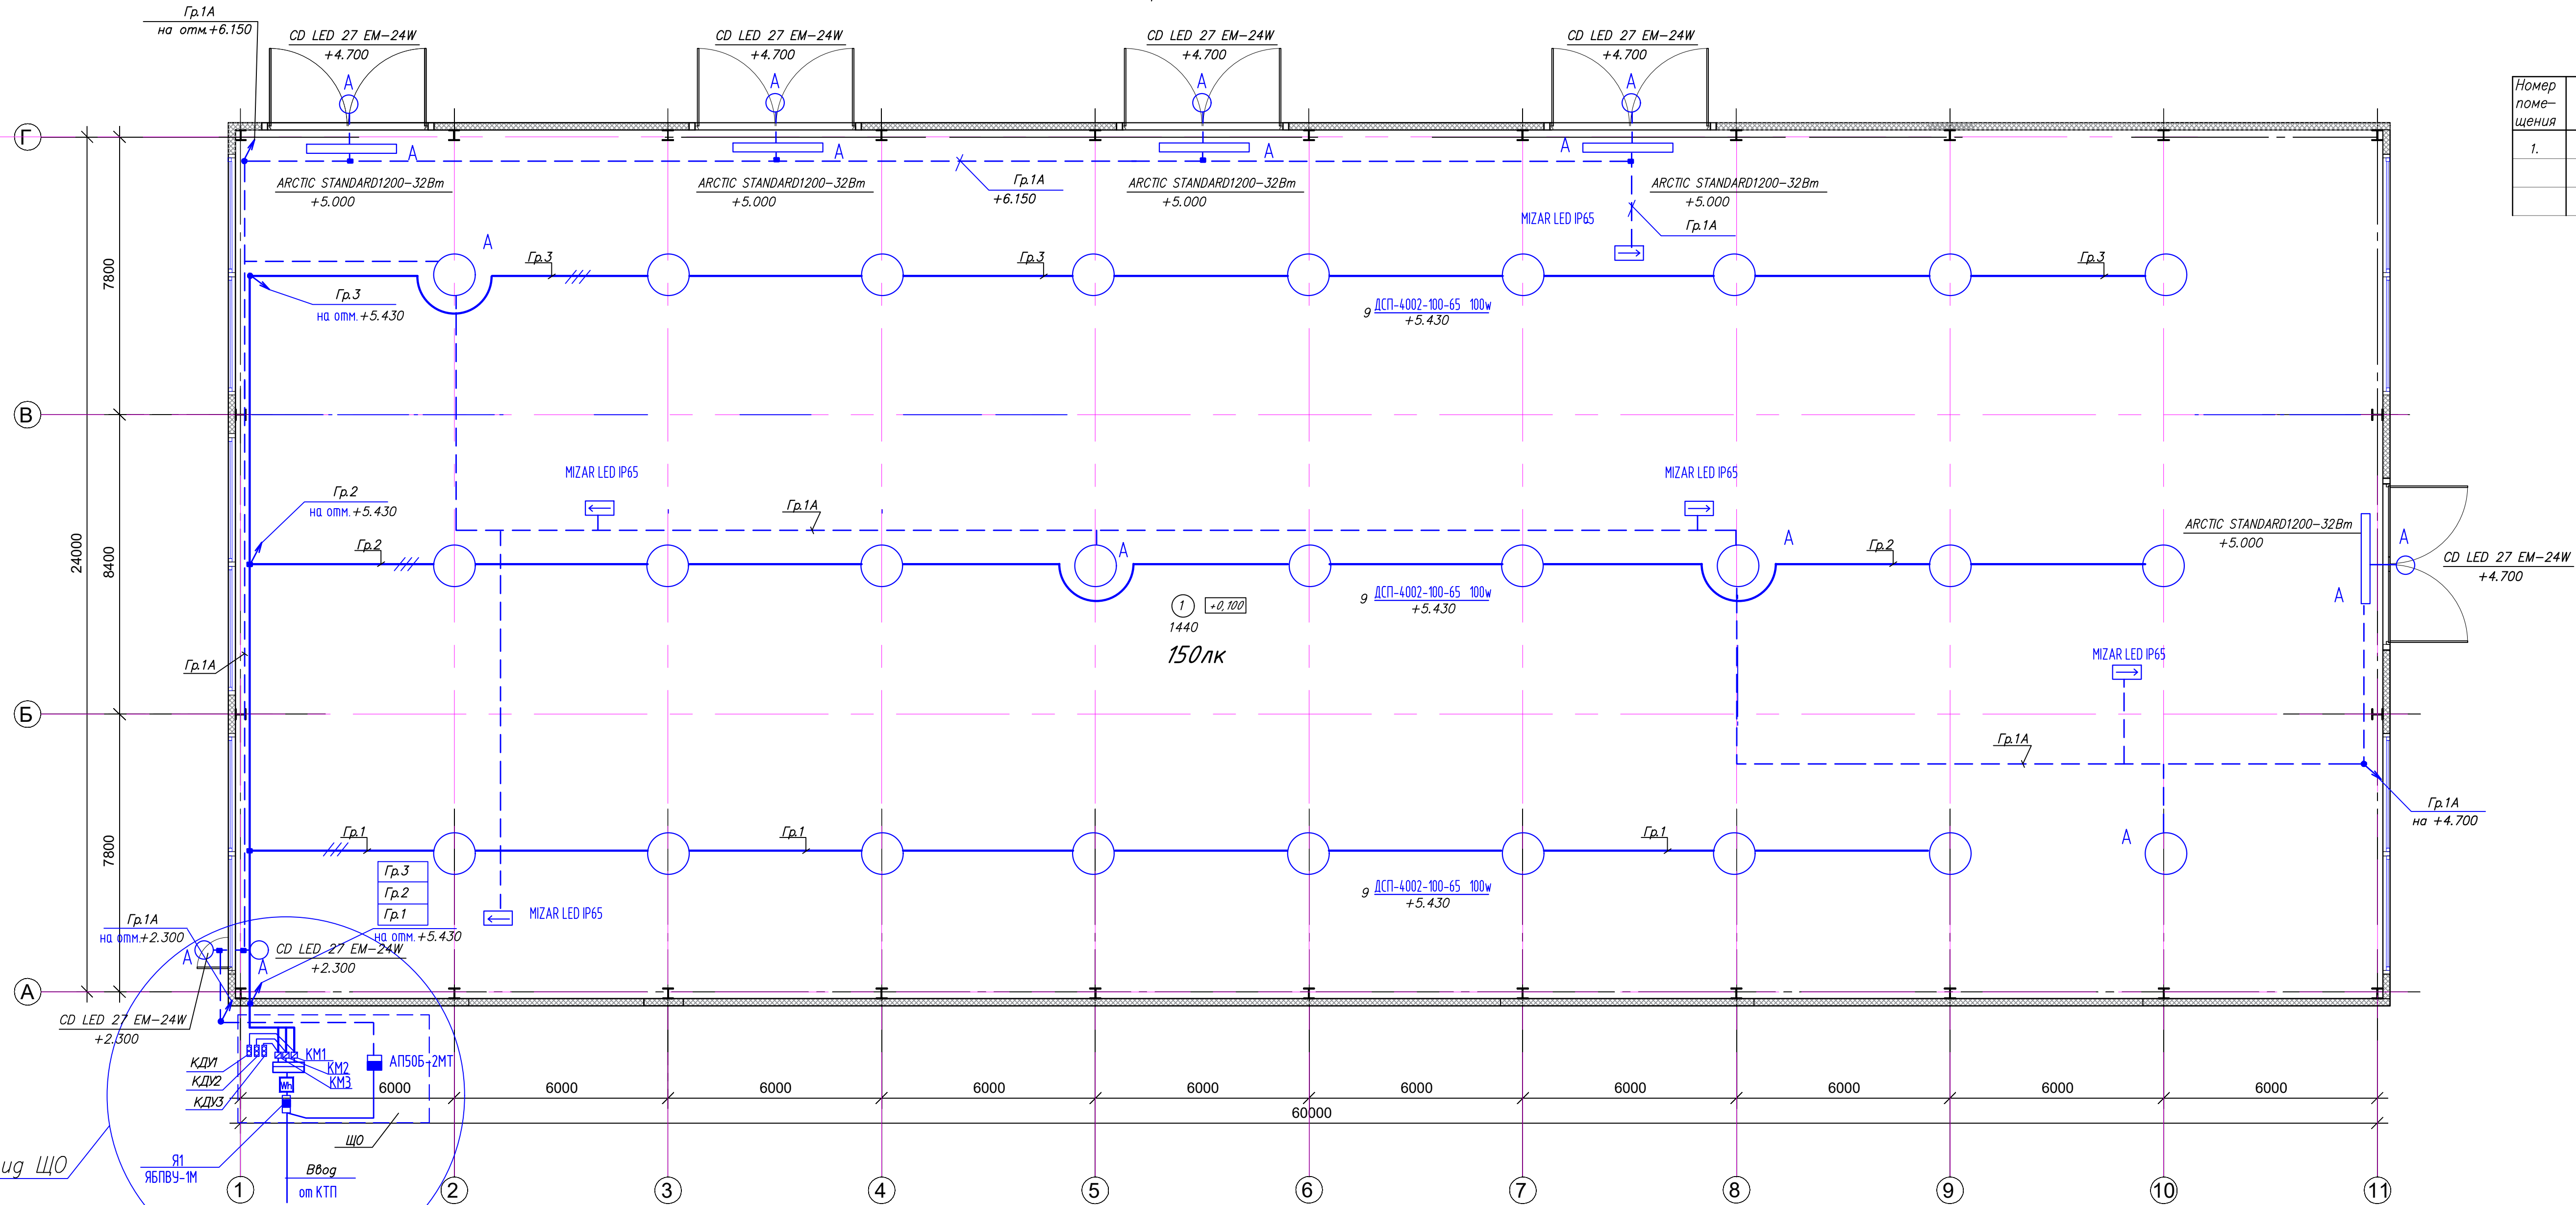 Гр.1А
на отм.+6.150
CD LED 27 EM-24W
+4.700
CD LED 27 EM-24W
+4.700
CD LED 27 EM-24W
+4.700
CD LED 27 EM-24W
+4.700
А
А
А
А
Номер
поме-
щения
1.
Г
А
А
А
А
ARCTIC STANDARD1200-32Вт
+5.000
ARCTIC STANDARD1200-32Вт
+5.000
Гр.1А
+6.150
ARCTIC STANDARD1200-32Вт
+5.000
ARCTIC STANDARD1200-32Вт
+5.000
MIZAR LED IP65
Гр.1А
А
7800
Гр.3
Гр.3
Гр.3
Гр.3
на отм.+5.430
9 ДСП-4002-100-65 100w
+5.430
В
MIZAR LED IP65
MIZAR LED IP65
Гр.2
на отм.+5.430
Гр.1А
24000
8400
Гр.2
А
А
Гр.2
ARCTIC STANDARD1200-32Вт
+5.000
А
CD LED 27 EM-24W
+4.700
А
9 ДСП-4002-100-65 100w
+5.430
1
+0,100
1440
150лк
Гр.1А
MIZAR LED IP65
Б
Гр.1А
Гр.1А
на +4.700
7800
Гр.1
Гр.1
Гр.1
А
Гр.3
Гр.2
Гр.1
на отм.+5.430
9 ДСП-4002-100-65 100w
+5.430
MIZAR LED IP65
Гр.1А
на отм.+2.300
А
А
CD LED 27 EM-24W
+2.300
А
CD LED 27 EM-24W
+2.300
КМ1
КМ2
КМ3
АП50Б-2МТ
КДУ1
КДУ2
КДУ3
Wh
6000
6000
6000
6000
6000
6000
6000
6000
6000
6000
60000
ЩО
ид ЩО
Я1
ЯБПВУ-1М
Ввод
от КТП
1
2
3
4
5
6
7
8
9
10
11